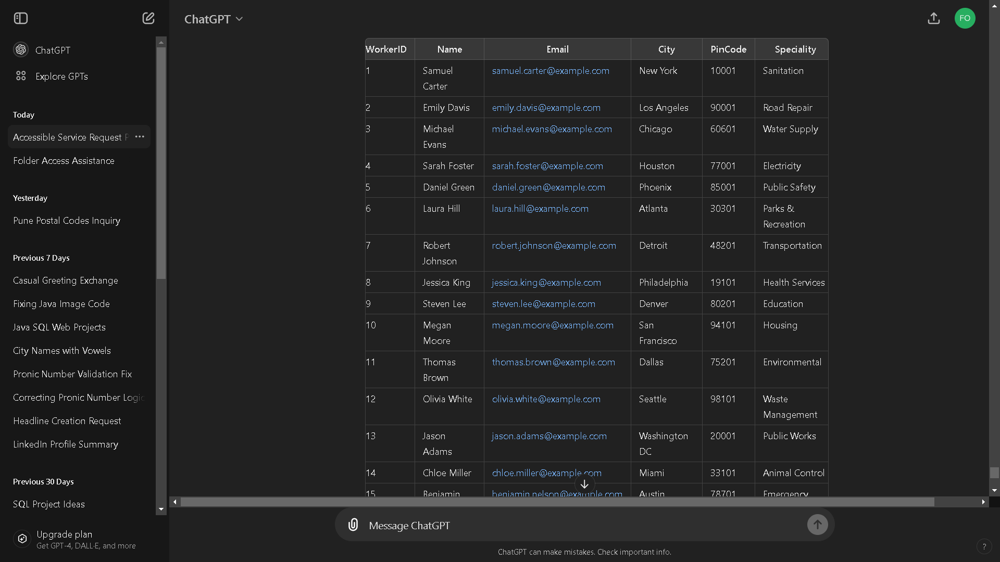 ChatGPT
FO
ChatGPT
Explore GPTs
Today
Accessible Service Request P
Folder Access Assistance
Yesterday
Pune Postal Codes Inquiry
Previous 7 Days
Casual Greeting Exchange
Fixing Java Image Code
Java SQL Web Projects
City Names with Vowels
Pronic Number Validation Fix
Correcting Pronic Number Logic
Headline Creation Request
LinkedIn Profile Summary
Previous 30 Days
SQL Project Ideas
Upgrade plan
Get GPT-4, DALL·E, and more
WorkerID Name Email City PinCode Speciality
1 Samuel samuel.carter@example.com New York 10001 Sanitation
Carter
2 Emily Davis emily.davis@example.com Los Angeles 90001 Road Repair
3 Michael michael.evans@example.com Chicago 60601 Water Supply
Evans
4 Sarah Foster sarah.foster@example.com Houston 77001 Electricity
5 Daniel Green daniel.green@example.com Phoenix 85001 Public Safety
6 Laura Hill laura.hill@example.com Atlanta 30301 Parks &
Recreation
7 Robert robert.johnson@example.com Detroit 48201 Transportation
Johnson
8 Jessica King jessica.king@example.com Philadelphia 19101 Health Services
9 Steven Lee steven.lee@example.com Denver 80201 Education
10 Megan megan.moore@example.com San 94101 Housing
Moore Francisco
11 Thomas thomas.brown@example.com Dallas 75201 Environmental
Brown
12 Olivia White olivia.white@example.com Seattle 98101 Waste
Management
13 Jason jason.adams@example.com Washington 20001 Public Works
Adams DC
14 Chloe Miller chloe.miller@example.com Miami 33101 Animal Control
15 Benjamin benjamin.nelson@example.com Austin 78701 Emergency
Message ChatGPT
ChatGPT can make mistakes. Check important info.
?